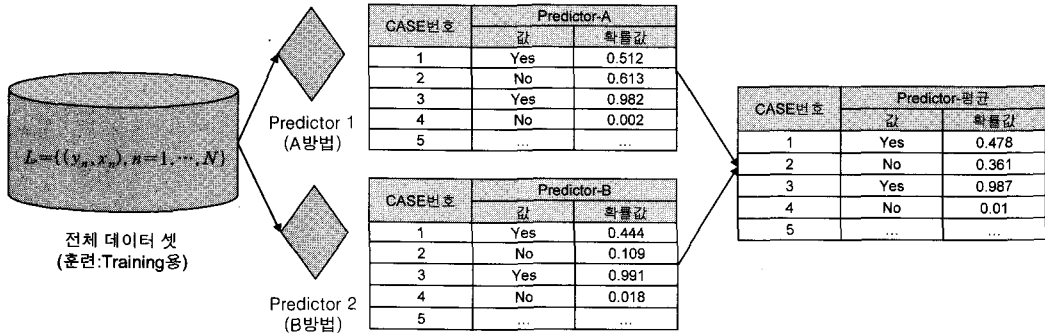 L={(y_n, x_n), n=1, ⋯, N}
전체 데이터 셋
(훈련:Training용)
Predictor 1
(A방법)
Predictor 2
(B방법)
CASE번호 Predictor-A
값 확률값
1 Yes 0.512
2 No 0.613
3 Yes 0.982
4 No 0.002
5 ... ...
CASE번호 Predictor-B
값 확률값
1 Yes 0.444
2 No 0.109
3 Yes 0.991
4 No 0.018
5 ... ...
CASE번호 Predictor-평균
값 확률값
1 Yes 0.478
2 No 0.361
3 Yes 0.987
4 No 0.01
5 ... ...